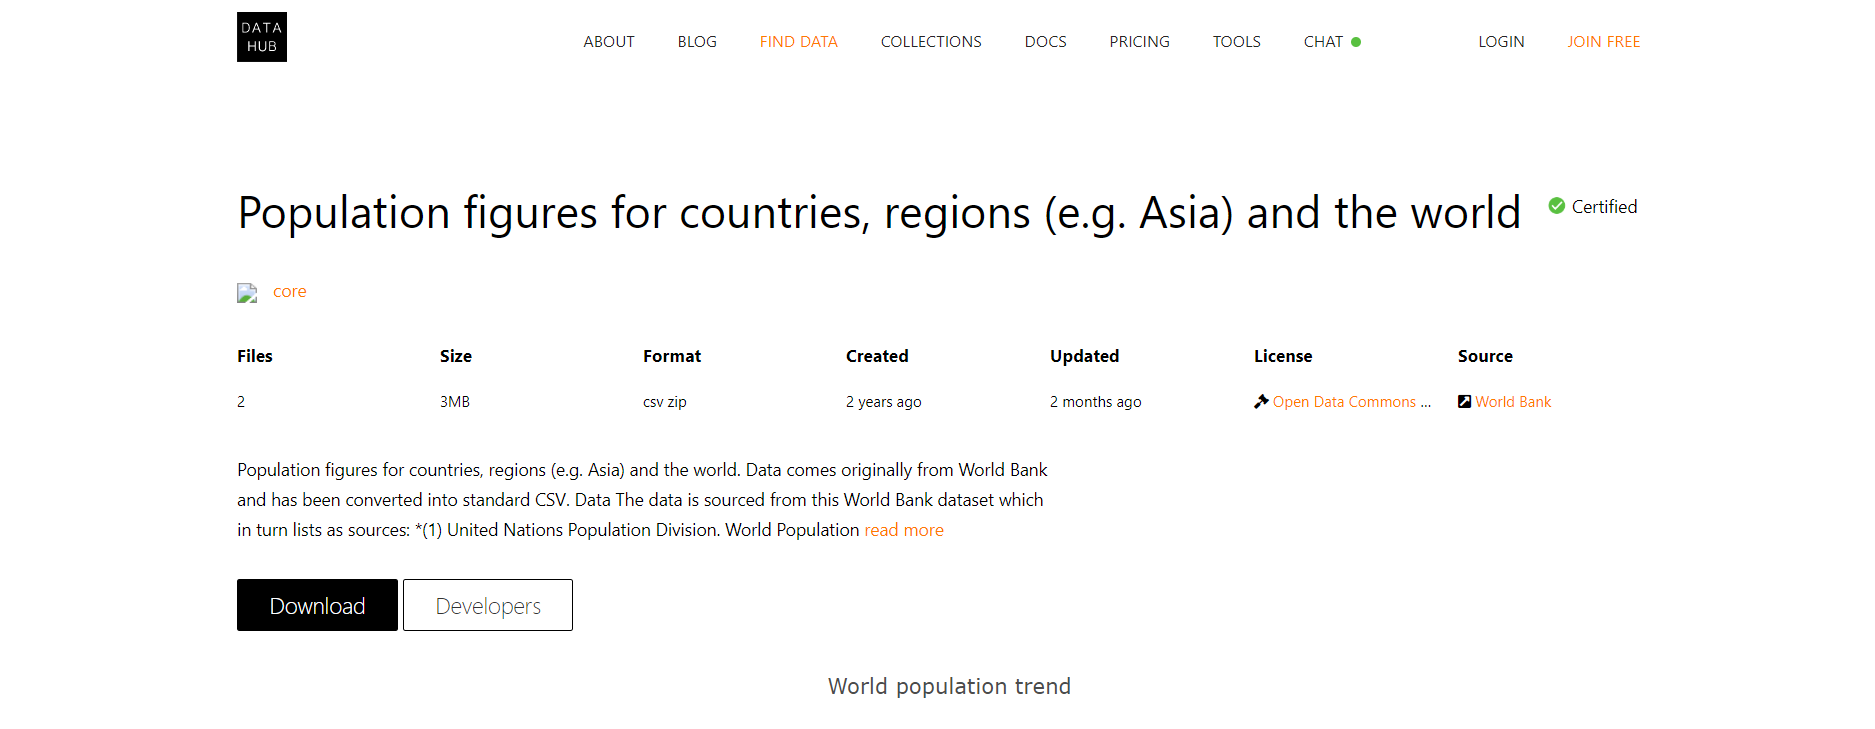 DATA
HUB
ABOUT BLOG FIND DATA COLLECTIONS DOCS PRICING TOOLS CHAT LOGIN JOIN FREE
Population figures for countries, regions (e.g. Asia) and the world Certified
core
Files Size Format Created Updated License Source
2 3MB csv zip 2 years ago 2 months ago Open Data Commons ... World Bank
Population figures for countries, regions (e.g. Asia) and the world. Data comes originally from World Bank
and has been converted into standard CSV. Data The data is sourced from this World Bank dataset which
in turn lists as sources: *(1) United Nations Population Division. World Population read more
Download Developers
World population trend